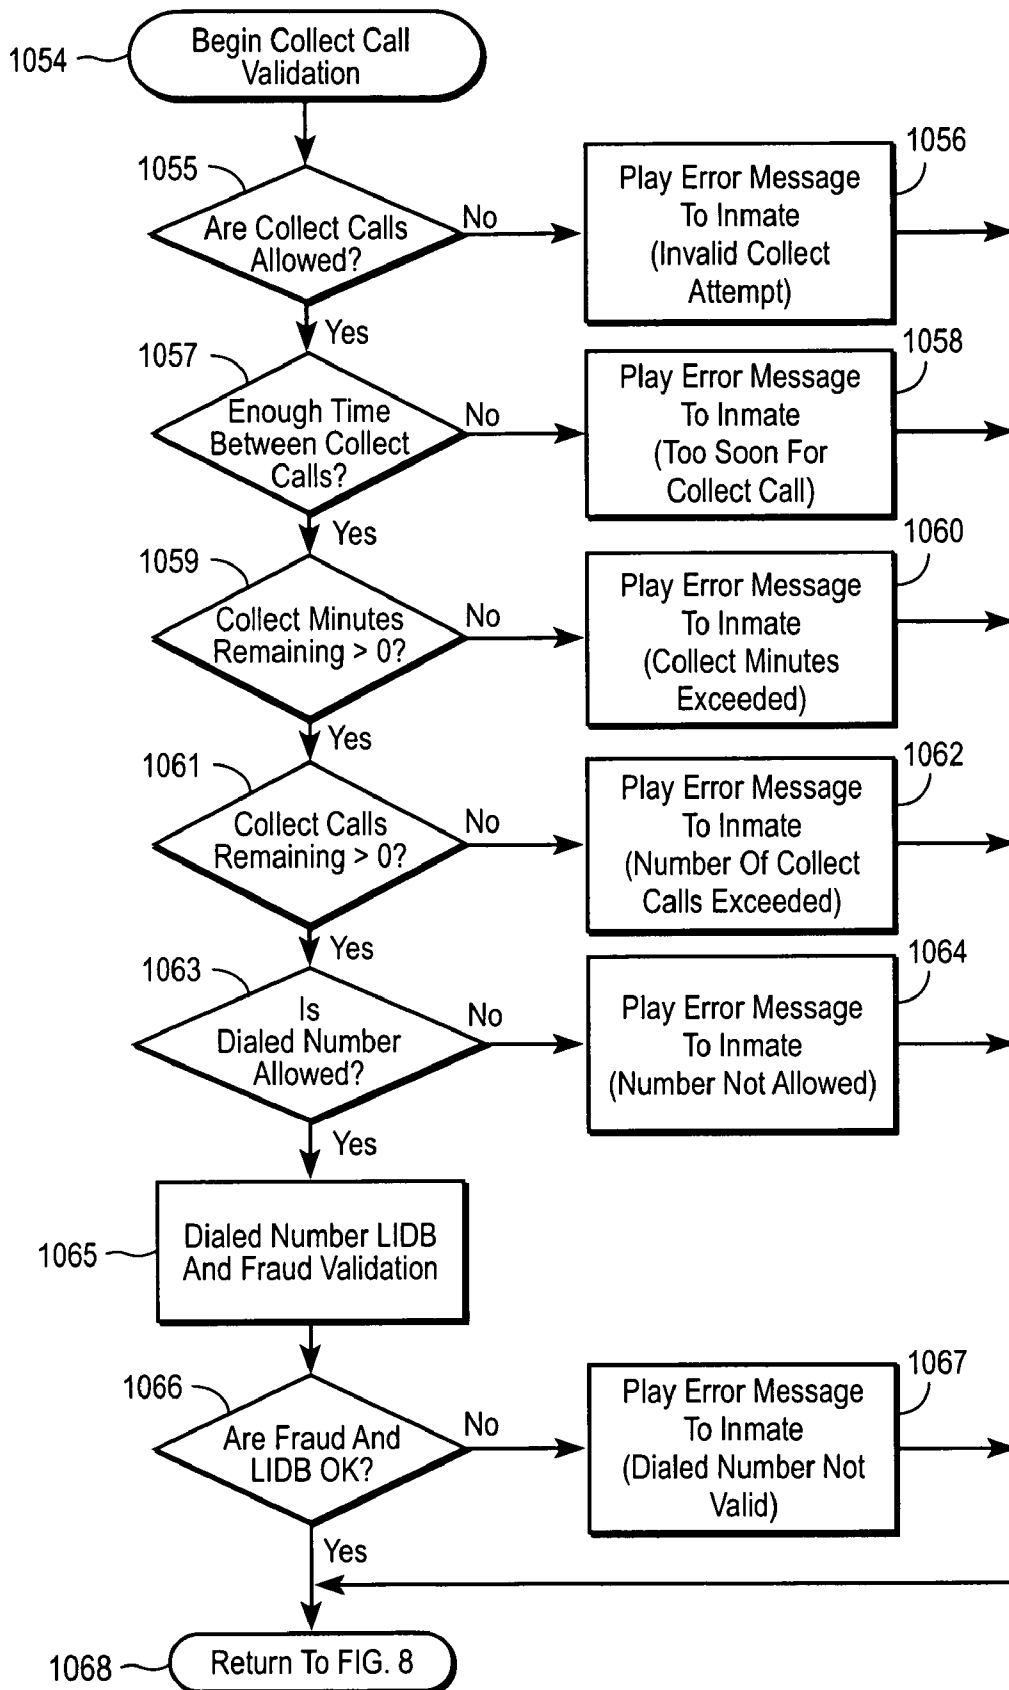 Begin Collect Call
Validation
1054
1055
Are Collect Calls
Allowed?
No
Yes
Play Error Message
To Inmate
(Invalid Collect
Attempt)
1056
1057
Enough Time
Between Collect
Calls?
No
Yes
Play Error Message
To Inmate
(Too Soon For
Collect Call)
1058
1059
Collect Minutes
Remaining > 0?
No
Yes
Play Error Message
To Inmate
(Collect Minutes
Exceeded)
1060
1061
Collect Calls
Remaining > 0?
No
Yes
Play Error Message
To Inmate
(Number Of Collect
Calls Exceeded)
1062
1063
Is
Dialed Number
Allowed?
No
Yes
Play Error Message
To Inmate
(Number Not Allowed)
1064
Dialed Number LIDB
And Fraud Validation
1065
1066
Are Fraud And
LIDB OK?
No
Yes
Play Error Message
To Inmate
(Dialed Number Not
Valid)
1067
Return To FIG. 8
1068